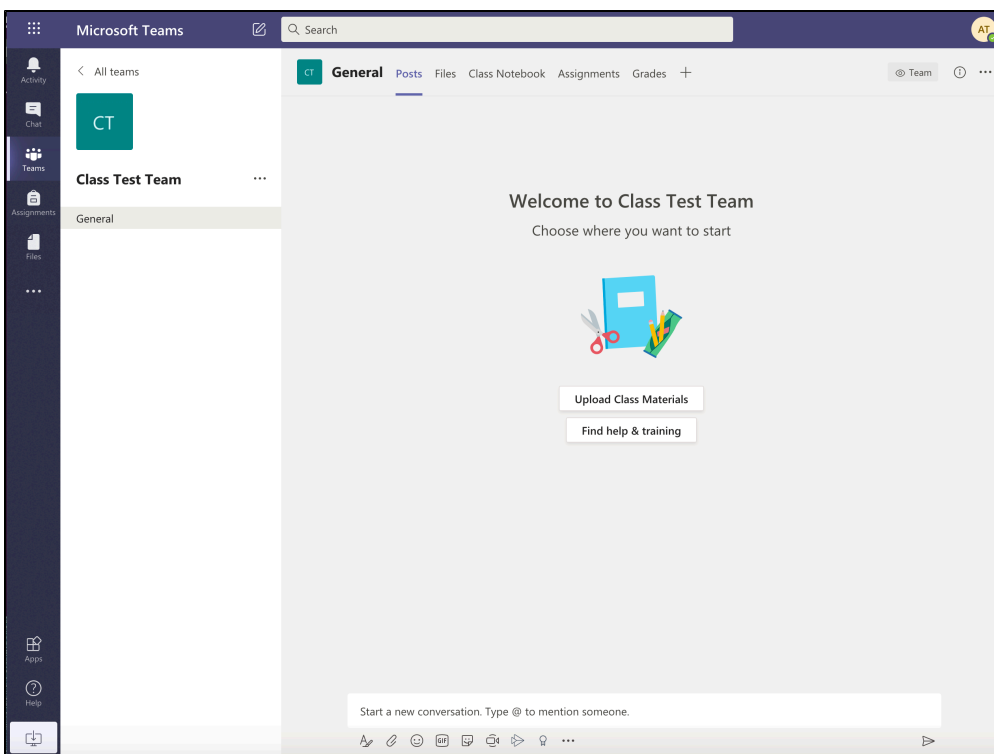 Microsoft Teams
Search
AT
Activity
Chat
Teams
Assignments
Files
Apps
Help
All teams
CT
Class Test Team
General
CT General Posts Files Class Notebook Assignments Grades
Team
Welcome to Class Test Team
Choose where you want to start
Upload Class Materials
Find help & training
Start a new conversation. Type @ to mention someone.
GIF